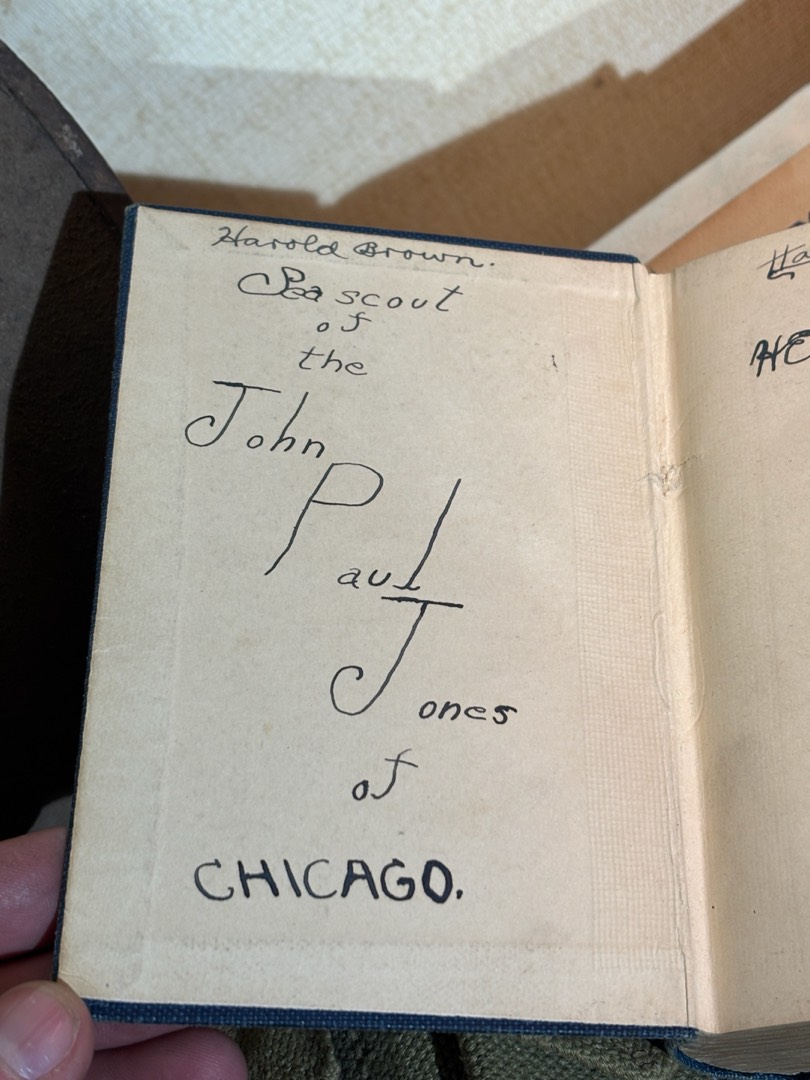 Harold Brown.
Sea scout
of
the
John
Paul
Jones
of
CHICAGO.